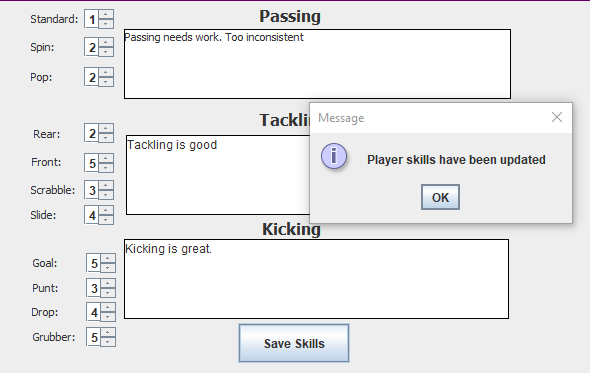 Passing
Standard: 1
Spin: 2
Pop: 2
Passing needs work. Too inconsistent
Tackling
Rear: 2
Front: 5
Scrabble: 3
Slide: 4
Tackling is good
Message
i
Player skills have been updated
OK
Kicking
Goal: 5
Punt: 3
Drop: 4
Grubber: 5
Kicking is great.
Save Skills